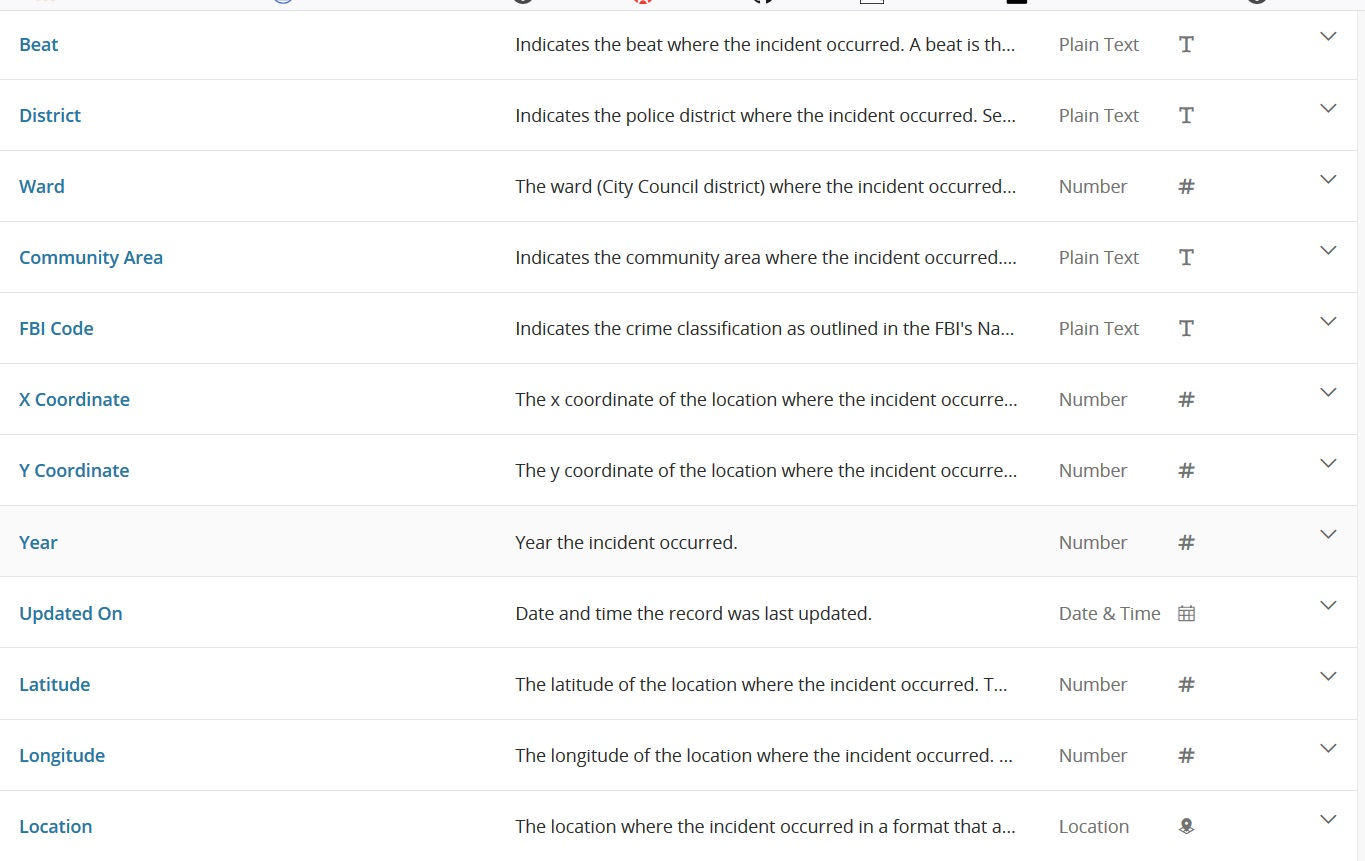 Beat Indicates the beat where the incident occurred. A beat is th... Plain Text
District Indicates the police district where the incident occurred. Se... Plain Text
Ward The ward (City Council district) where the incident occurred... Number #
Community Area Indicates the community area where the incident occurred.... Plain Text
FBI Code Indicates the crime classification as outlined in the FBI's Na... Plain Text
X Coordinate The x coordinate of the location where the incident occurre... Number #
Y Coordinate The y coordinate of the location where the incident occurre... Number #
Year Year the incident occurred. Number #
Updated On Date and time the record was last updated. Date & Time
Latitude The latitude of the location where the incident occurred. T... Number #
Longitude The longitude of the location where the incident occurred. ... Number #
Location The location where the incident occurred in a format that a... Location